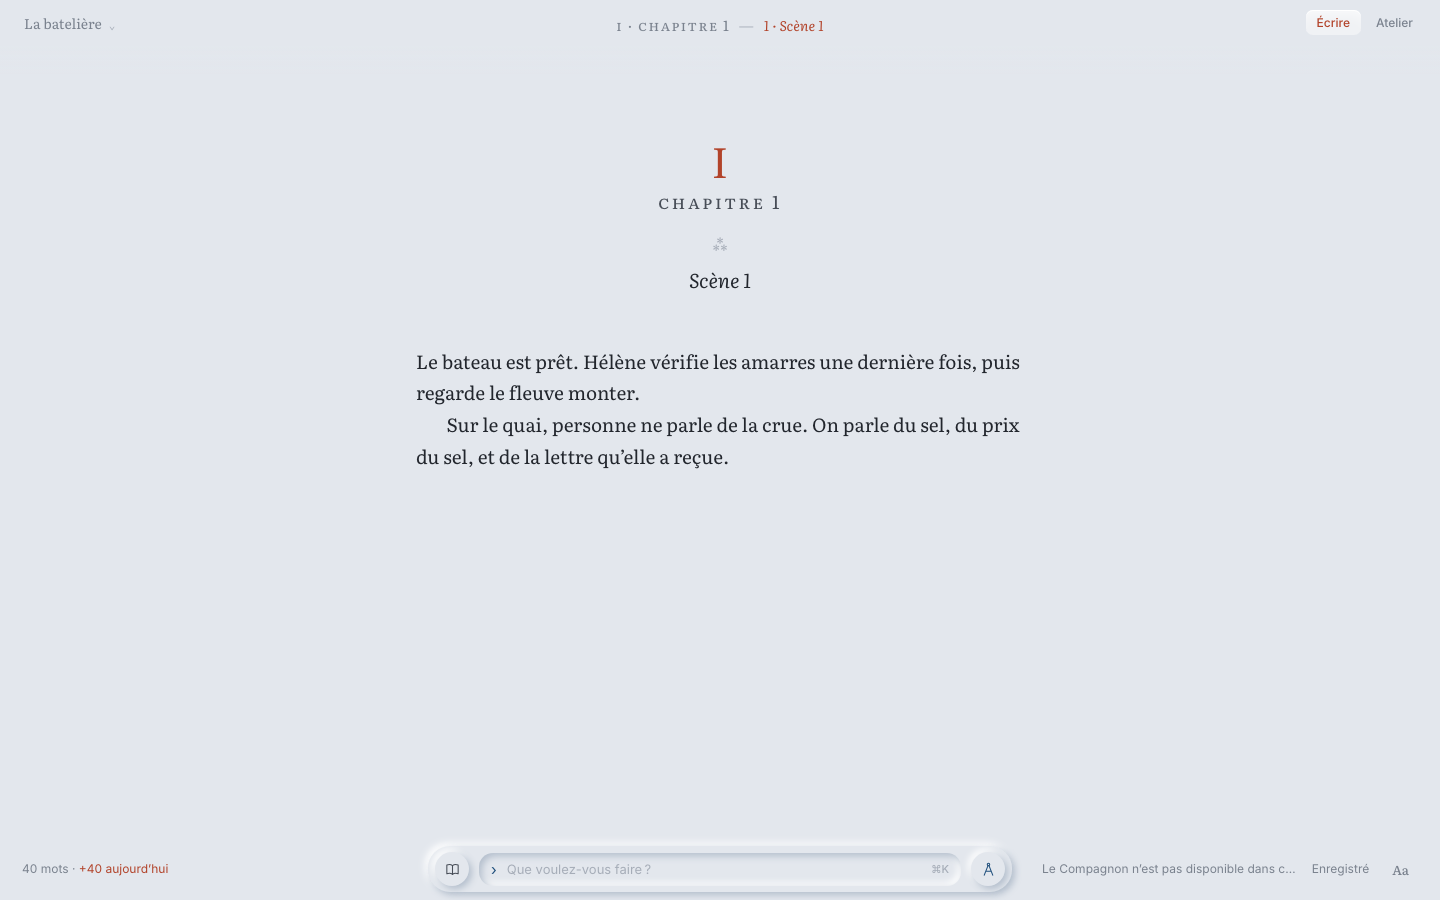 La batelière
I · CHAPITRE 1 — 1 · Scène 1
Écrire
Atelier
I
CHAPITRE 1
⁂
Scène 1
Le bateau est prêt. Hélène vérifie les amarres une dernière fois, puis
regarde le fleuve monter.
Sur le quai, personne ne parle de la crue. On parle du sel, du prix
du sel, et de la lettre qu’elle a reçue.
40 mots · +40 aujourd’hui
› Que voulez-vous faire ?
⌘K
Le Compagnon n’est pas disponible dans c…
Enregistré
Aa